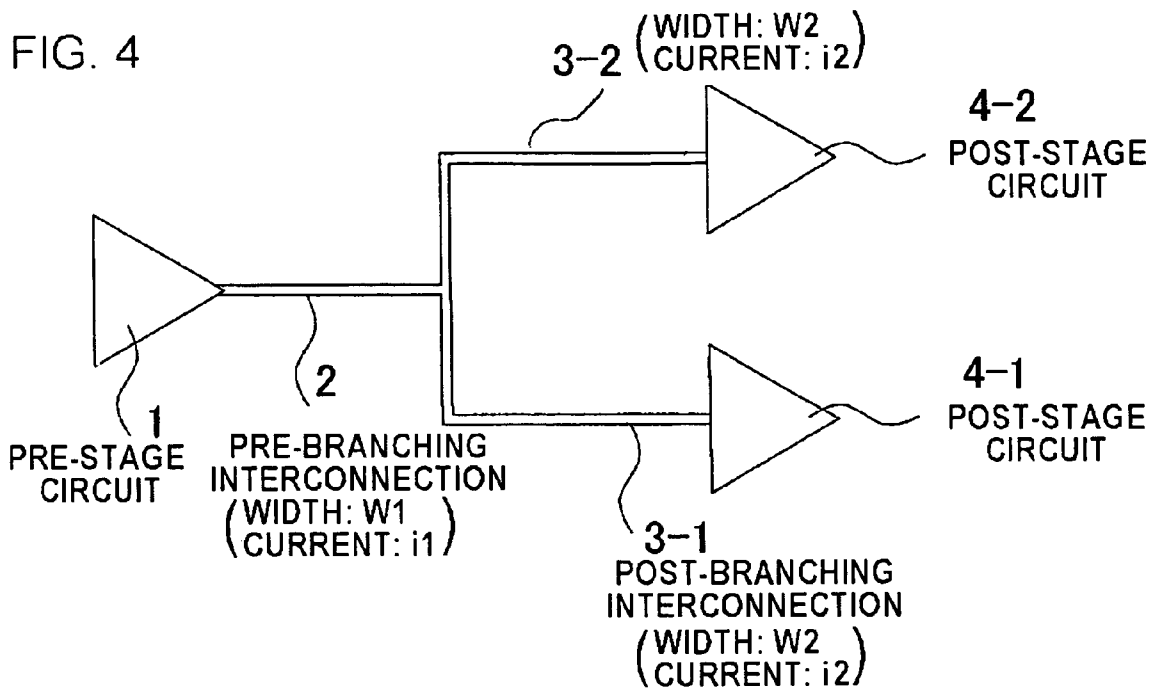 FIG. 4
3-2
(WIDTH: W2
CURRENT: i2)
4-2
POST-STAGE
CIRCUIT
1
PRE-STAGE
CIRCUIT
2
PRE-BRANCHING
INTERCONNECTION
(WIDTH: W1
CURRENT: i1)
4-1
POST-STAGE
CIRCUIT
3-1
POST-BRANCHING
INTERCONNECTION
(WIDTH: W2
CURRENT: i2)